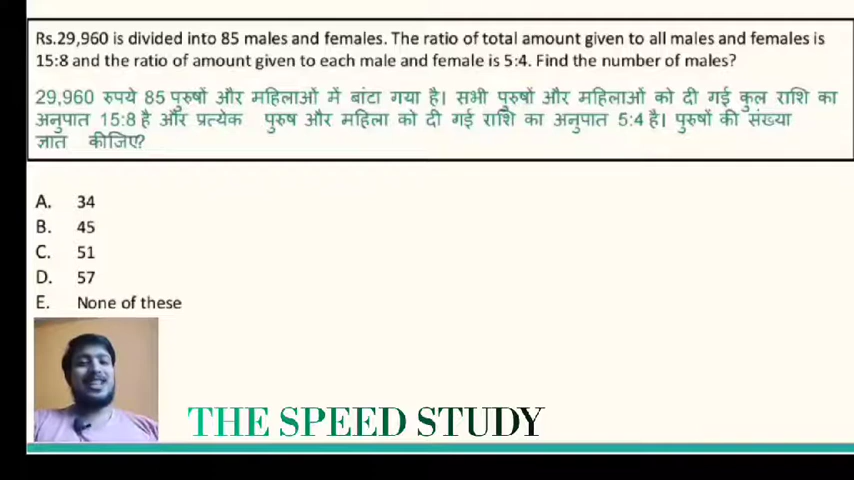 Rs.29,960 is divided into 85 males and females. The ratio of total amount given to all males and females is
15:8 and the ratio of amount given to each male and female is 5:4. Find the number of males?
29,960 रुपये 85 पुरुषों और महिलाओं में बांटा गया है। सभी पुरुषों और महिलाओं को दी गई कुल राशि का
अनुपात 15:8 है और प्रत्येक पुरुष और महिला को दी गई राशि का अनुपात 5:4 है। पुरुषों की संख्या
ज्ञात कीजिए?
A. 34
B. 45
C. 51
D. 57
E. None of these
THE SPEED STUDY